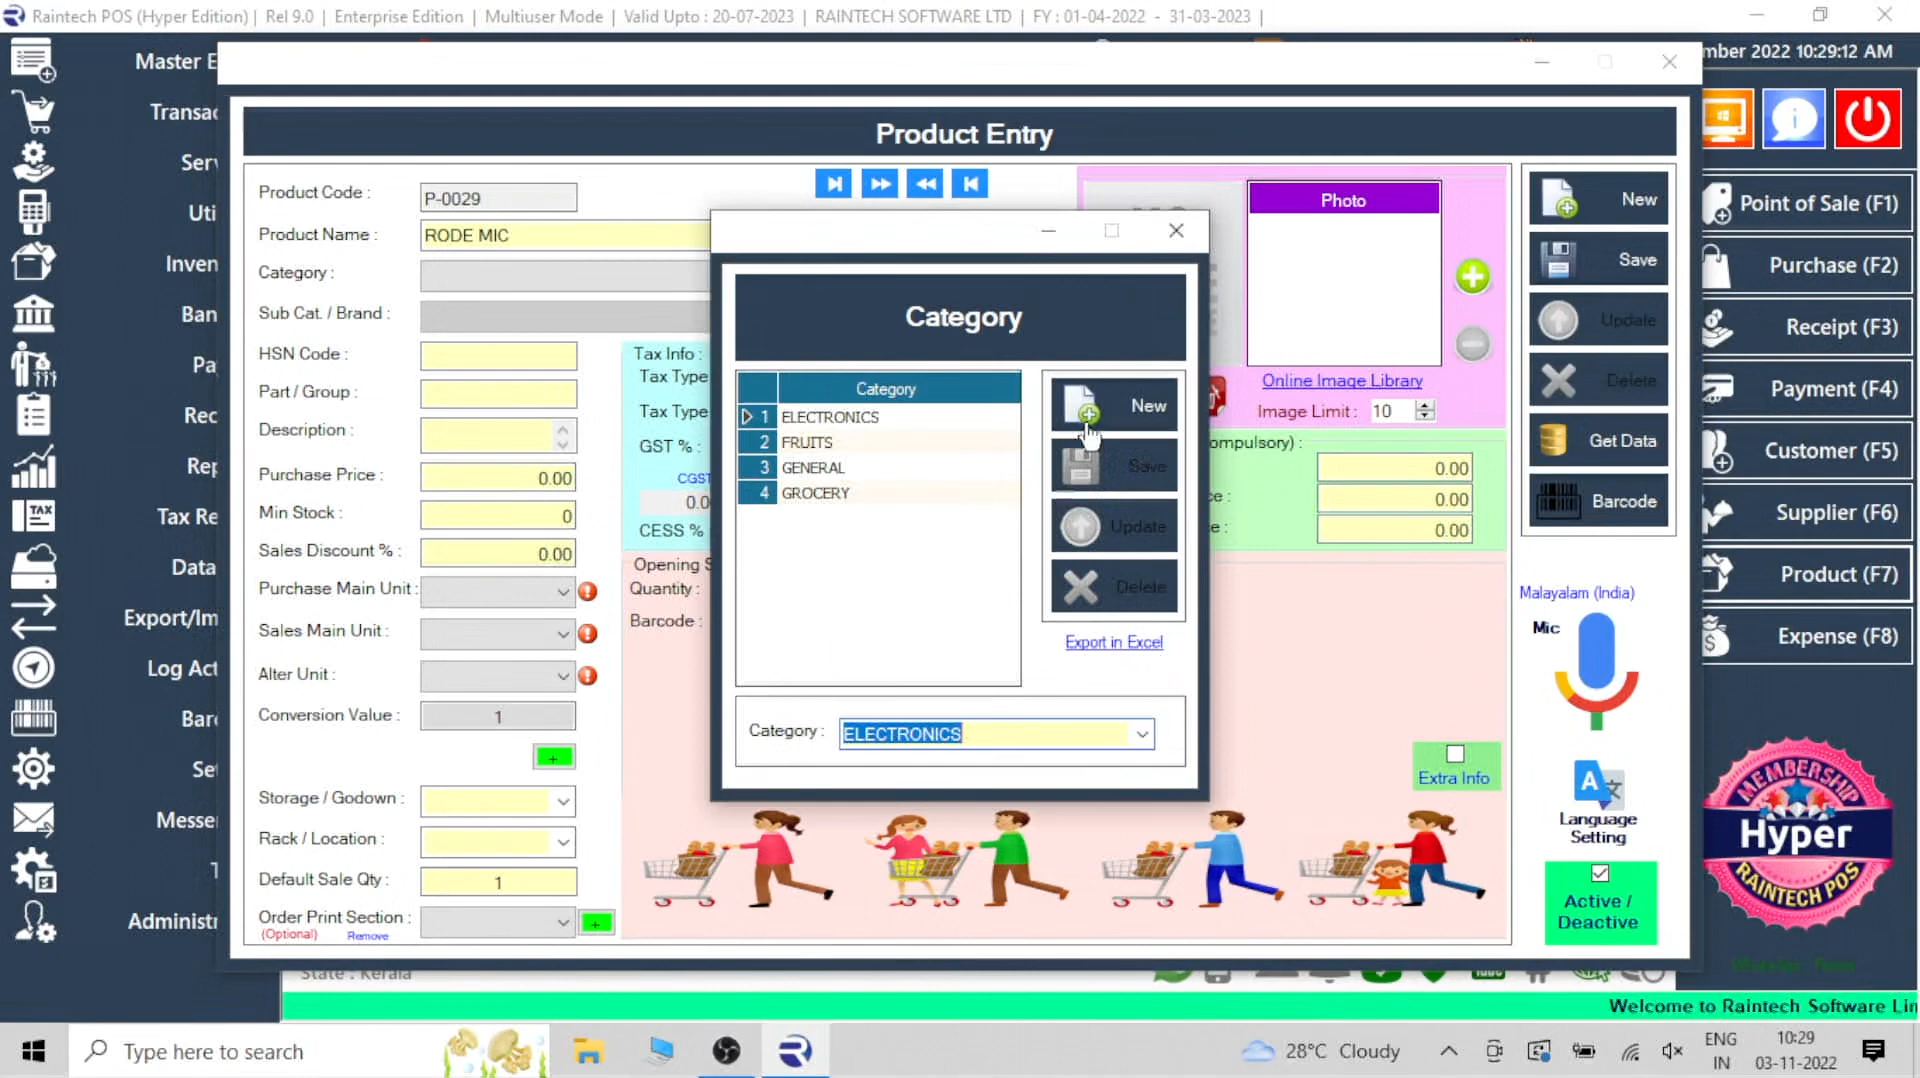 Raintech POS (Hyper Edition) | Rel 9.0 | Enterprise Edition | Multiuser Mode | Valid Upto : 20-07-2023 | RAINTECH SOFTWARE LTD | FY : 01-04-2022 - 31-03-2023 |
Master E
mber 2022 10:29:12 AM
Transac
Serv
Uti
Inven
Ban
Pa
Rec
Rep
TAX
Tax Re
Data
Export/Im
Log Act
Bar
Set
Messe
T
Administr
Product Entry
Product Code :
P-0029
Product Name :
RODE MIC
Category :
Sub Cat. / Brand :
HSN Code :
Part / Group :
Description :
Purchase Price :
0.00
Min Stock :
0
Sales Discount % :
0.00
Purchase Main Unit :
Sales Main Unit :
Alter Unit :
Conversion Value :
1
+
Storage / Godown :
Rack / Location :
Default Sale Qty :
1
Order Print Section :
(Optional)
Remove
+
Tax Info :
Tax Type
Tax Type
GST % :
CGST
0.0
CESS %
Opening S
Quantity :
Barcode :
Category
Category
1 ELECTRONICS
2 FRUITS
3 GENERAL
4 GROCERY
New
Save
Update
Delete
Export in Excel
Category :
ELECTRONICS
Photo
Online Image Library
Image Limit : 10
ompulsory) :
0.00
ce :
0.00
e :
0.00
Extra Info
New
Save
Update
Delete
Get Data
Barcode
Malayalam (India)
Mic
A
Language
Setting
Active /
Deactive
Point of Sale (F1)
Purchase (F2)
Receipt (F3)
Payment (F4)
Customer (F5)
Supplier (F6)
Product (F7)
Expense (F8)
MEMBERSHIP
Hyper
RAINTECH POS
State : Kerala
Welcome to Raintech Software Lin
Type here to search
28°C Cloudy
ENG
IN
10:29
03-11-2022